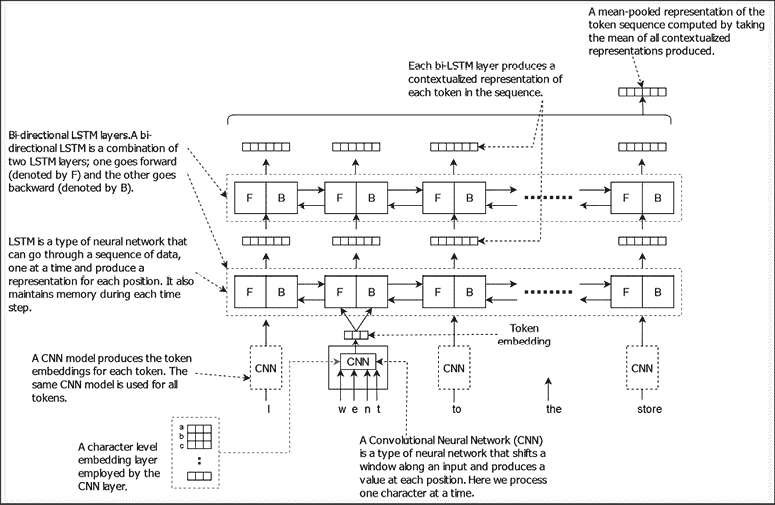 A mean-pooled representation of the
token sequence computed by taking
the mean of all contextualized
representations produced.
Each bi-LSTM layer produces a
contextualized representation of
each token in the sequence.
Bi-directional LSTM layers.A bi-
directional LSTM is a combination of
two LSTM layers; one goes forward
(denoted by F) and the other goes
backward (denoted by B).
F B F B F B F B
LSTM is a type of neural network that
can go through a sequence of data,
one at a time and produce a
representation for each position. It also
maintains memory during each time
step.
F B F B F B F B
Token
embedding
A CNN model produces the token
embeddings for each token. The
same CNN model is used for all
tokens.
CNN CNN CNN CNN
I w e n t to the store
a
b
c
A character level
embedding layer
employed by the
CNN layer.
A Convolutional Neural Network (CNN)
is a type of neural network that shifts a
window along an input and produces a
value at each position. Here we process
one character at a time.